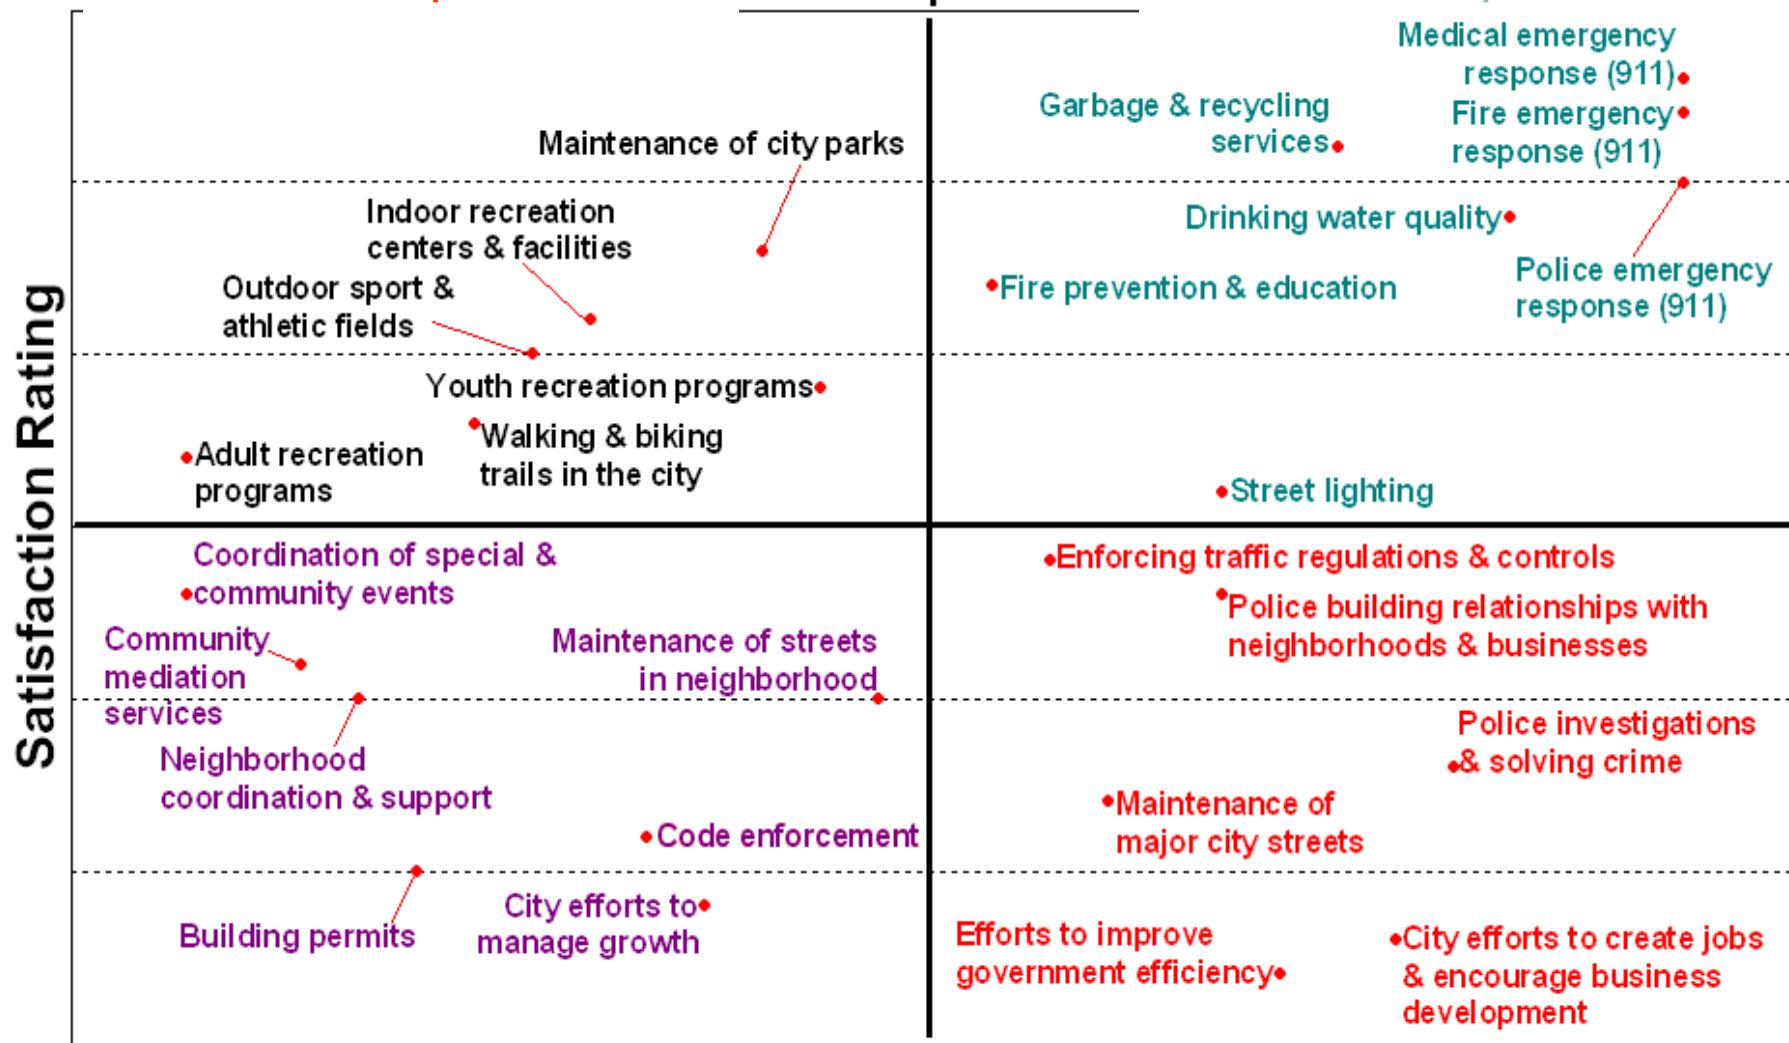 Satisfaction Rating
Maintenance of city parks
Indoor recreation
centers & facilities
Outdoor sport &
athletic fields
Youth recreation programs
Walking & biking
trails in the city
Adult recreation
programs
Medical emergency
response (911)
Garbage & recycling
services
Fire emergency
response (911)
Drinking water quality
Police emergency
response (911)
Fire prevention & education
Street lighting
Coordination of special &
community events
Community
mediation
services
Maintenance of streets
in neighborhood
Neighborhood
coordination & support
Code enforcement
Building permits
City efforts to
manage growth
Enforcing traffic regulations & controls
Police building relationships with
neighborhoods & businesses
Police investigations
& solving crime
Maintenance of
major city streets
Efforts to improve
government efficiency
City efforts to create jobs
& encourage business
development